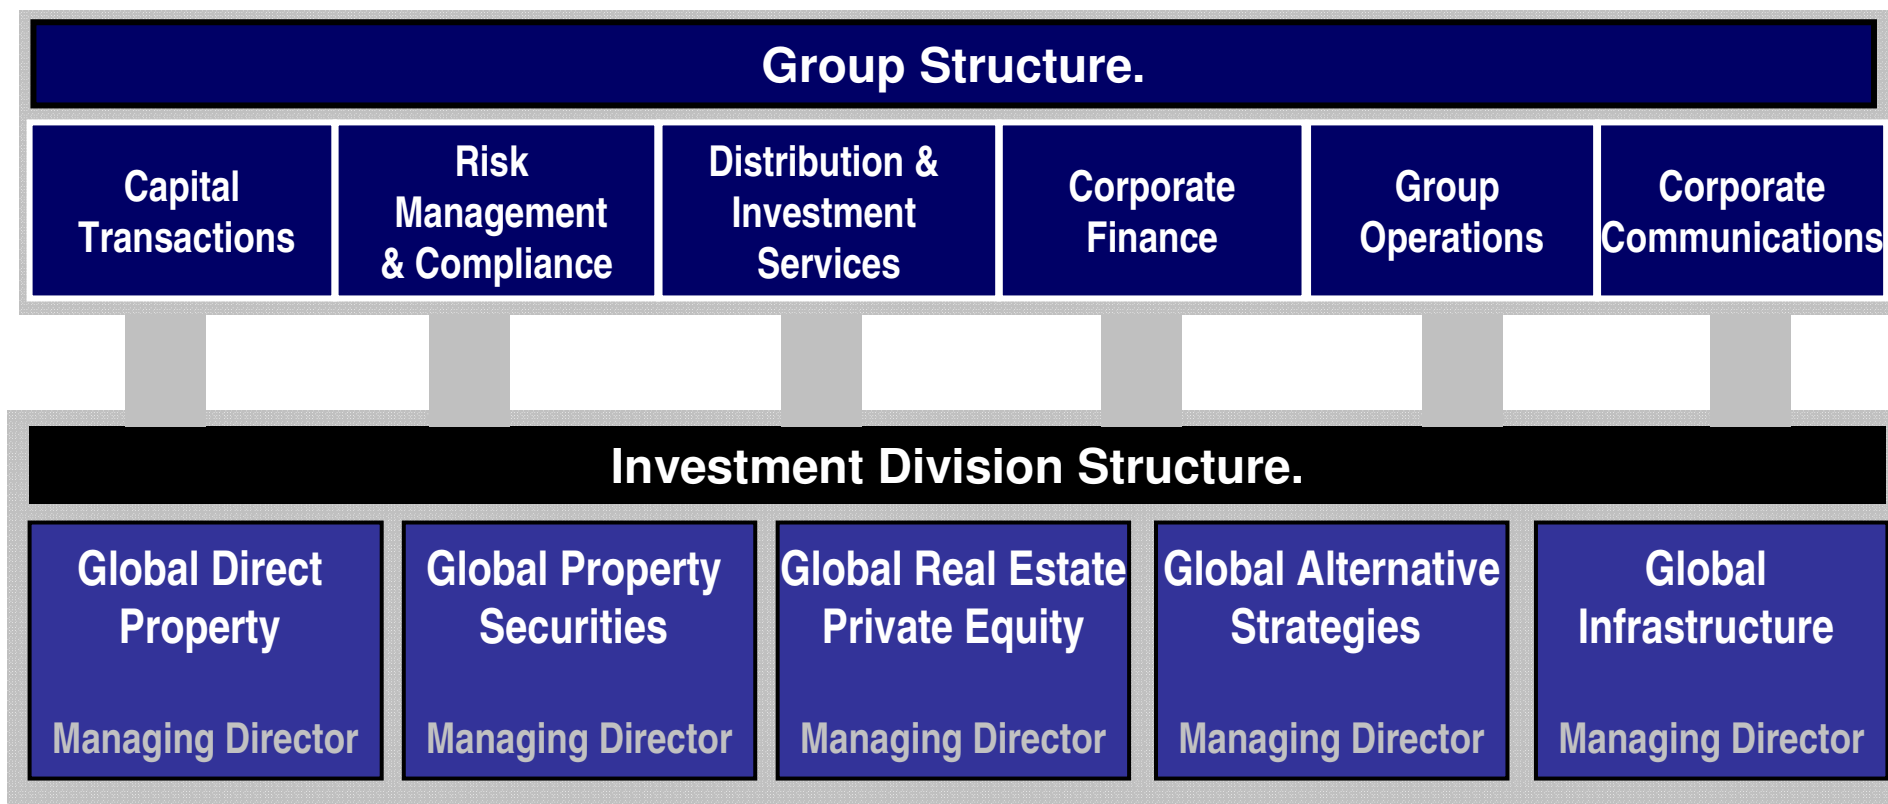 Group Structure.
Capital
Transactions
Risk
Management
& Compliance
Distribution &
Investment
Services
Corporate
Finance
Group
Operations
Corporate
Communications
Investment Division Structure.
Global Direct
Property
Managing Director
Global Property
Securities
Managing Director
Global Real Estate
Private Equity
Managing Director
Global Alternative
Strategies
Managing Director
Global
Infrastructure
Managing Director